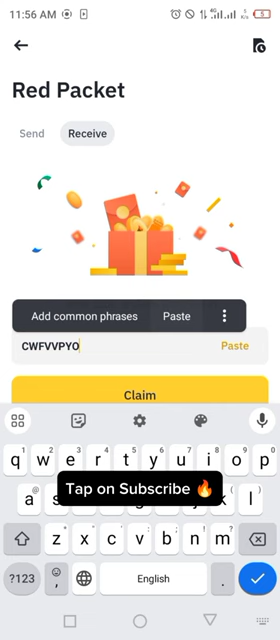 11:56 AM
Red Packet
Send Receive
Add common phrases Paste
CWFVVPYO Paste
Claim
q w e r t y u i o p
Tap on Subscribe 🔥
a l
z x c v b n m
?123 , English .